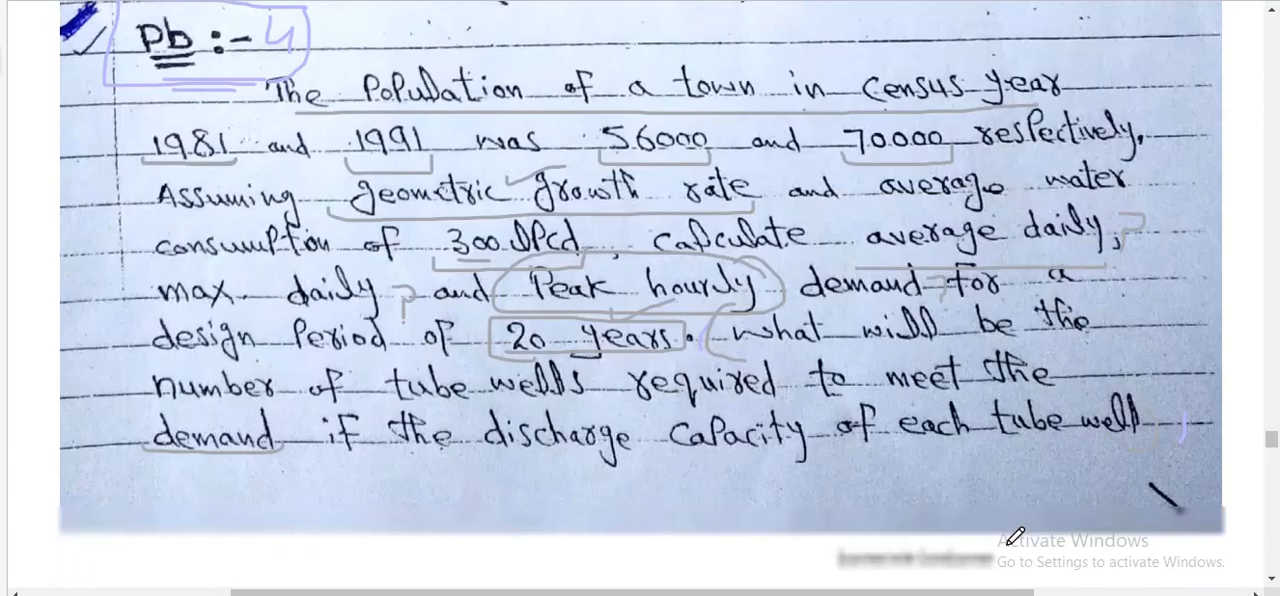 Pb :- 4
The Population of a town in census year
1981 and 1991 was 56000 and 70000 respectively.
Assuming geometric growth rate and average water
consumption of 300 lpcd, calculate average daily, ?
max. daily ? and Peak hourly demand ? for a
design Period of 20 years. What will be the
number of tube wells required to meet the
demand if the discharge capacity of each tube well
Activate Windows
Go to Settings to activate Windows.